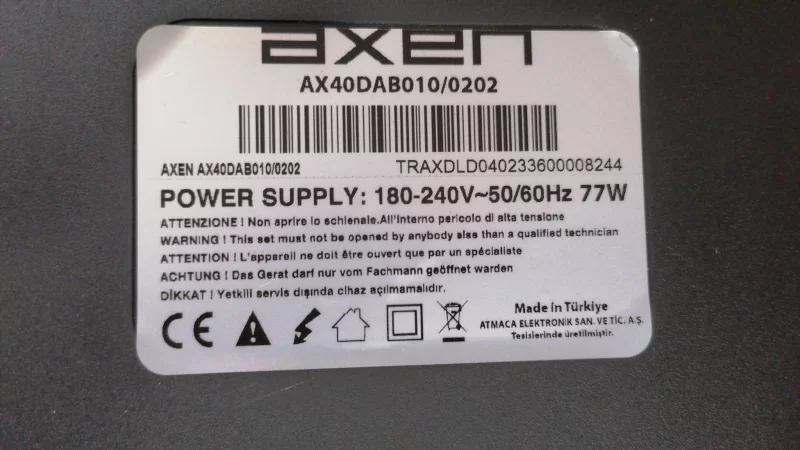 axen
AX40DAB010/0202
AXEN AX40DAB010/0202
TRAXDLD040233600008244
POWER SUPPLY: 180-240V~50/60Hz 77W
ATTENZIONE ! Non aprire lo schienale.All'interno pericolo di alta tensione
WARNING ! This set must not be opened by anybody else than a qualified technician
ATTENTION ! L'appareil ne doit être ouvert que par un spécialiste
ACHTUNG ! Das Gerat darf nur vom Fachmann geöffnet warden
DİKKAT ! Yetkili servis dışında cihaz açılmamalıdır.
CE
Made in Türkiye
ATMACA ELEKTRONİK SAN. VE TİC. A.Ş.
Tesislerinde üretilmiştir.